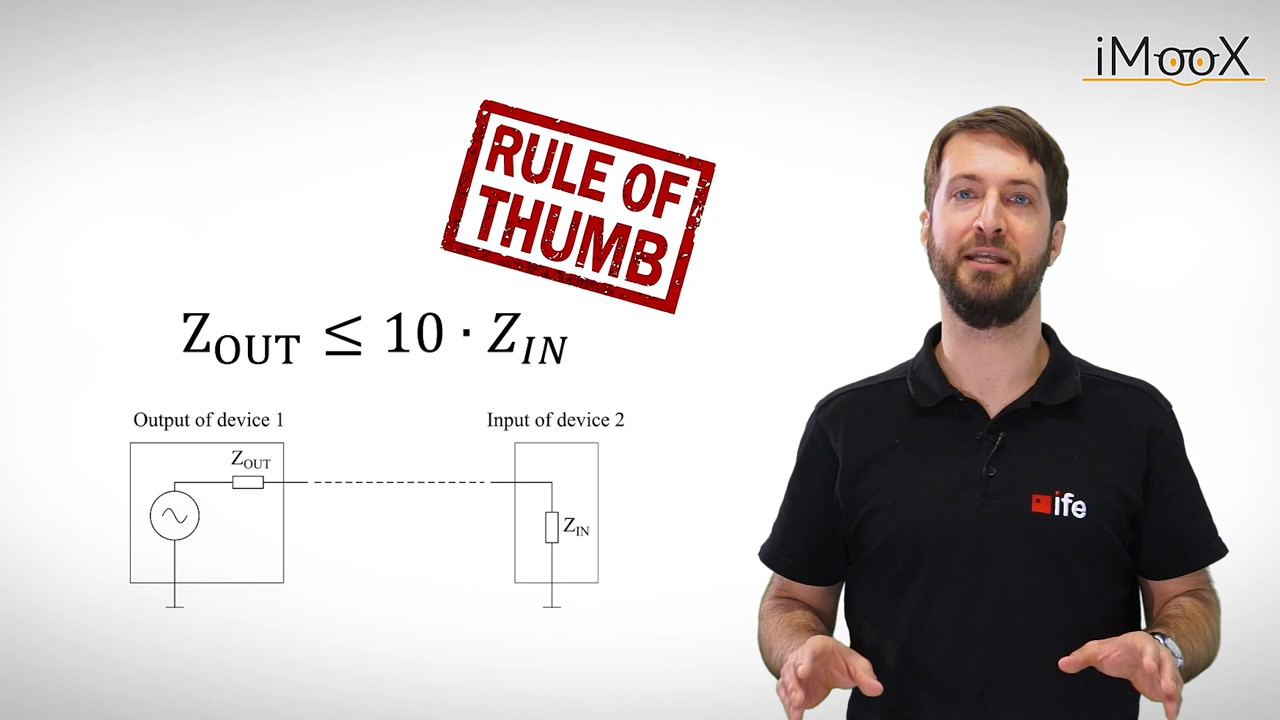 iMooX
RULE OF
THUMB
Z_OUT ≤ 10 · Z_IN
Output of device 1
Input of device 2
Z_OUT
Z_IN
ife